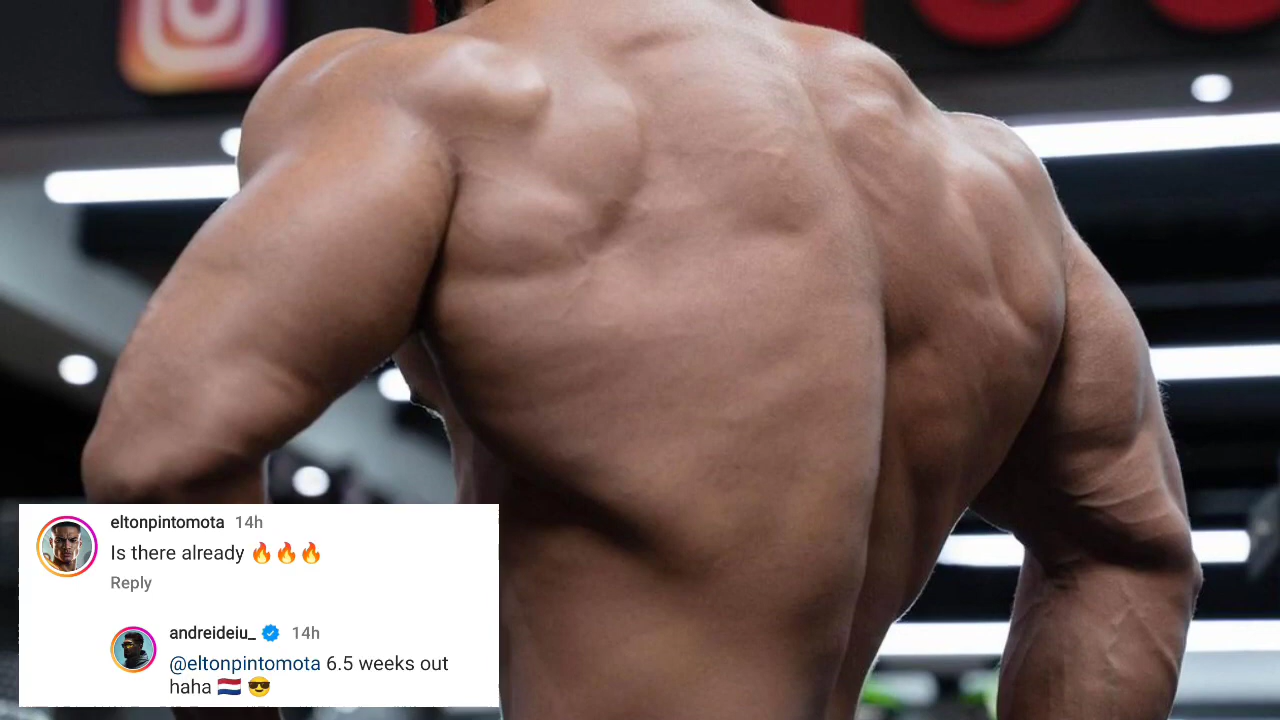 eltonpintomota 14h
Is there already 🔥🔥🔥
Reply
andreideiu_ 14h
@eltonpintomota 6.5 weeks out
haha 🇳🇱 😎